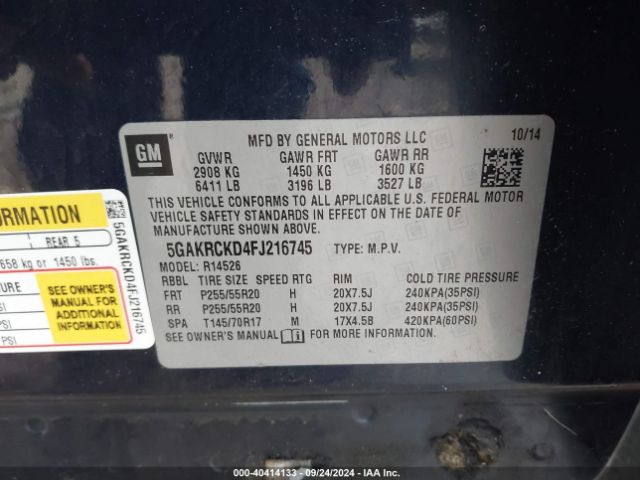 GM
MFD BY GENERAL MOTORS LLC 10/14
GVWR GAWR FRT GAWR RR
2908 KG 1450 KG 1600 KG
6411 LB 3196 LB 3527 LB
THIS VEHICLE CONFORMS TO ALL APPLICABLE U.S. FEDERAL MOTOR
VEHICLE SAFETY STANDARDS IN EFFECT ON THE DATE OF
MANUFACTURE SHOWN ABOVE.
5GAKRCKD4FJ216745 TYPE: M.P.V.
MODEL: R14526
RBBL TIRE SIZE SPEED RTG RIM COLD TIRE PRESSURE
FRT P255/55R20 H 20X7.5J 240KPA(35PSI)
RR P255/55R20 H 20X7.5J 240KPA(35PSI)
SPA T145/70R17 M 17X4.5B 420KPA(60PSI)
SEE OWNER'S MANUAL FOR MORE INFORMATION.
ORMATION
REAR 5
658 kg or 1450 lbs.
SEE OWNER'S
MANUAL FOR
ADDITIONAL
INFORMATION
URE
PSI
PSI
PSI
5GAKRCKD4FJ216745
000-40414133 - 09/24/2024 - IAAI.com